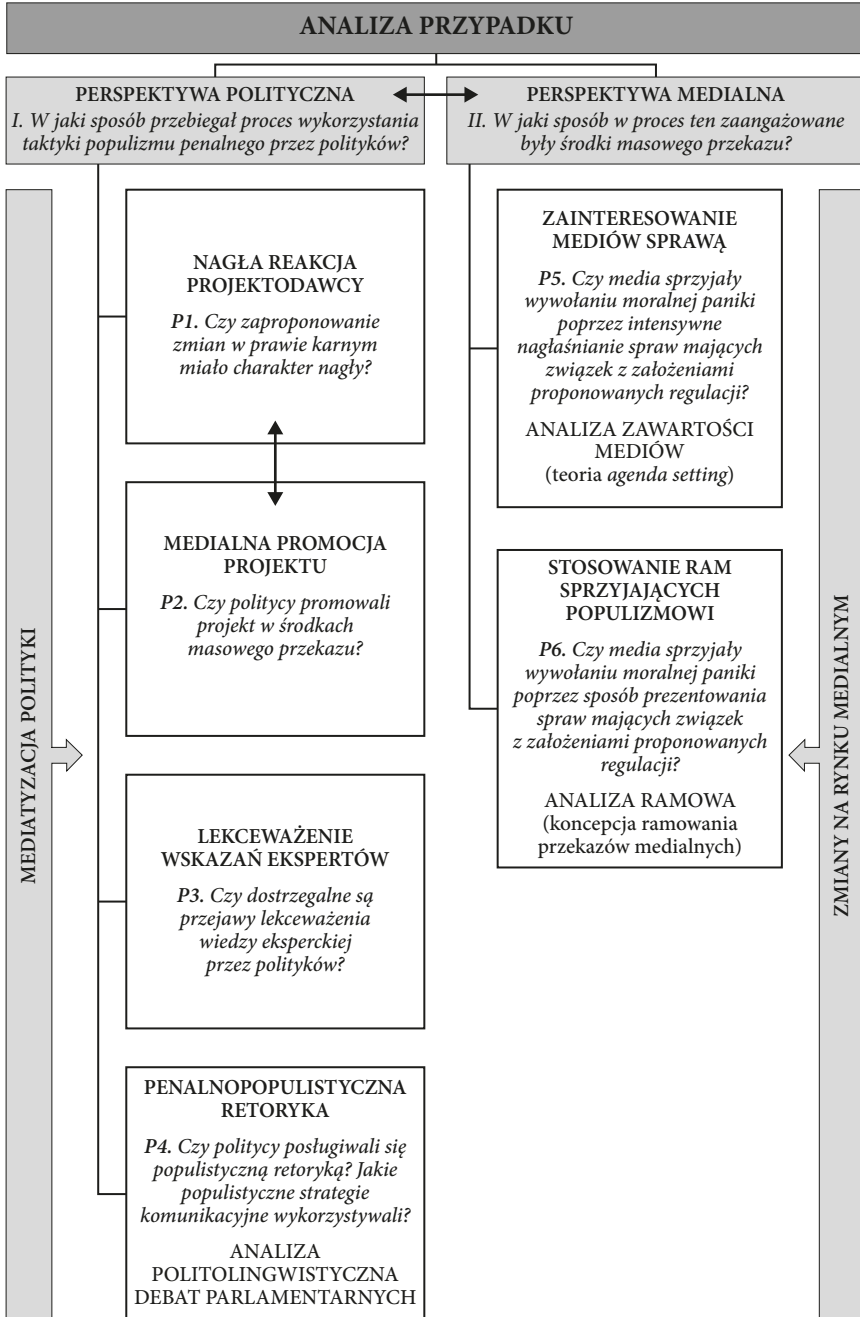 ANALIZA PRZYPADKU
PERSPEKTYWA POLITYCZNA
I. W jaki sposób przebiegał proces wykorzystania
taktyki populizmu penalnego przez polityków?
PERSPEKTYWA MEDIALNA
II. W jaki sposób w proces ten zaangażowane
były środki masowego przekazu?
MEDIATYZACJA POLITYKI
NAGŁA REAKCJA
PROJEKTODAWCY
P1. Czy zaproponowanie
zmian w prawie karnym
miało charakter nagły?
MEDIALNA PROMOCJA
PROJEKTU
P2. Czy politycy promowali
projekt w środkach
masowego przekazu?
LEKCEWAŻENIE
WSKAZAŃ EKSPERTÓW
P3. Czy dostrzegalne są
przejawy lekceważenia
wiedzy eksperckiej
przez polityków?
PENALNOPOPULISTYCZNA
RETORYKA
P4. Czy politycy posługiwali się
populistyczną retoryką? Jakie
populistyczne strategie
komunikacyjne wykorzystywali?
ANALIZA
POLITOLINGWISTYCZNA
DEBAT PARLAMENTARNYCH
ZAINTERESOWANIE
MEDIÓW SPRAWĄ
P5. Czy media sprzyjały
wywołaniu moralnej paniki
poprzez intensywne
nagłaśnianie spraw mających
związek z założeniami
proponowanych regulacji?
ANALIZA ZAWARTOŚCI
MEDIÓW
(teoria agenda setting)
STOSOWANIE RAM
SPRZYJAJĄCYCH
POPULIZMOWI
P6. Czy media sprzyjały
wywołaniu moralnej paniki
poprzez sposób prezentowania
spraw mających związek
z założeniami proponowanych
regulacji?
ANALIZA RAMOWA
(koncepcja ramowania
przekazów medialnych)
ZMIANY NA RYNKU MEDIALNYM